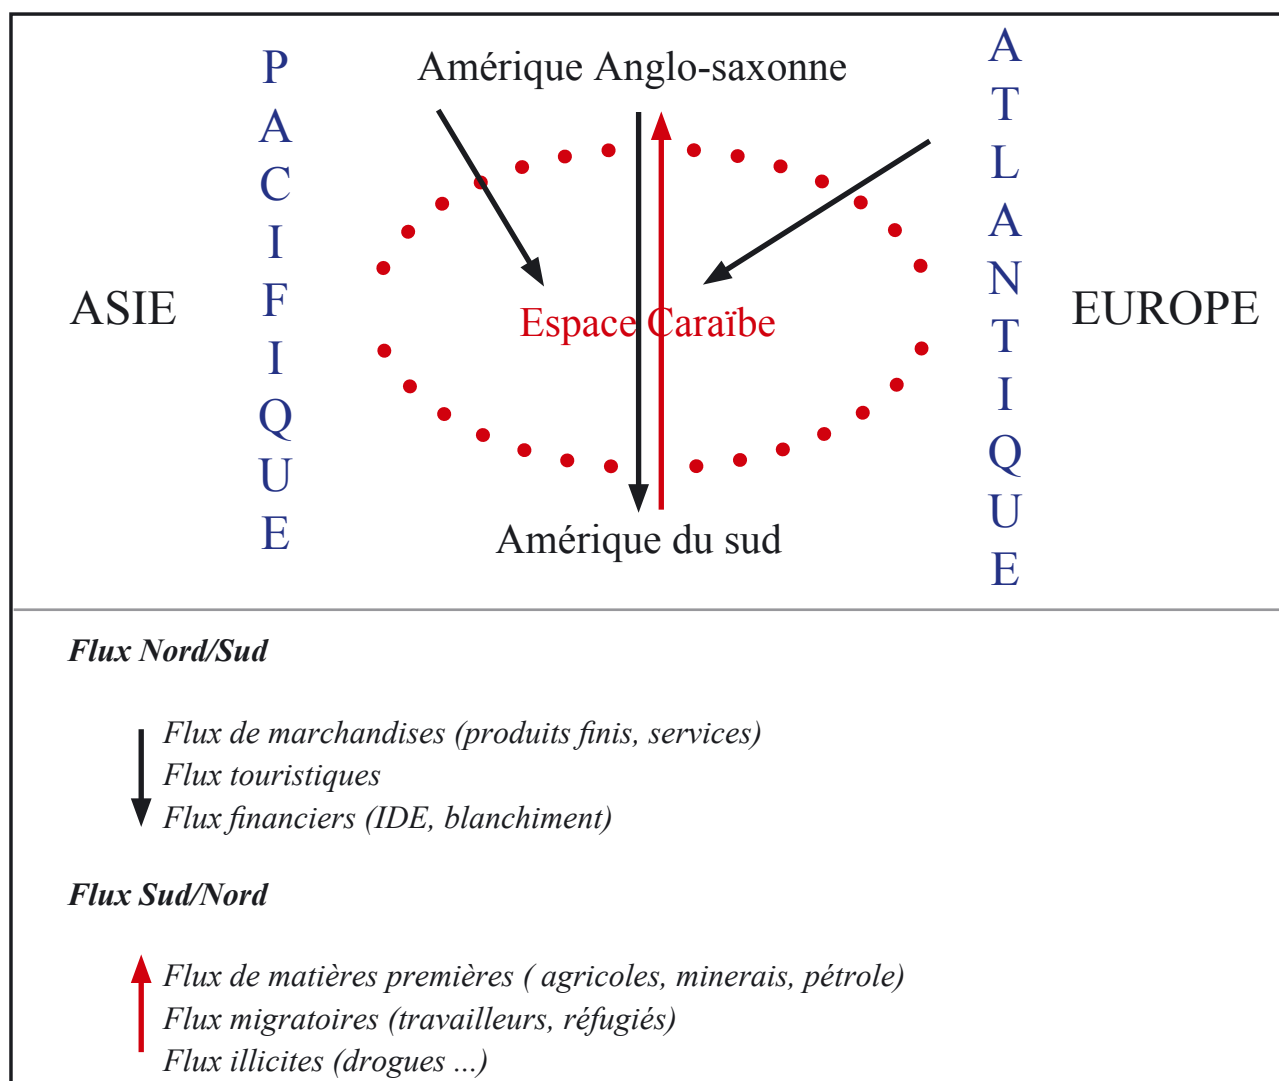 Amérique Anglo-saxonne
PACIFIQUE
ATLANTIQUE
ASIE
Espace Caraïbe
EUROPE
Amérique du sud
Flux Nord/Sud
Flux de marchandises (produits finis, services)
Flux touristiques
Flux financiers (IDE, blanchiment)
Flux Sud/Nord
Flux de matières premières ( agricoles, minerais, pétrole)
Flux migratoires (travailleurs, réfugiés)
Flux illicites (drogues ...)